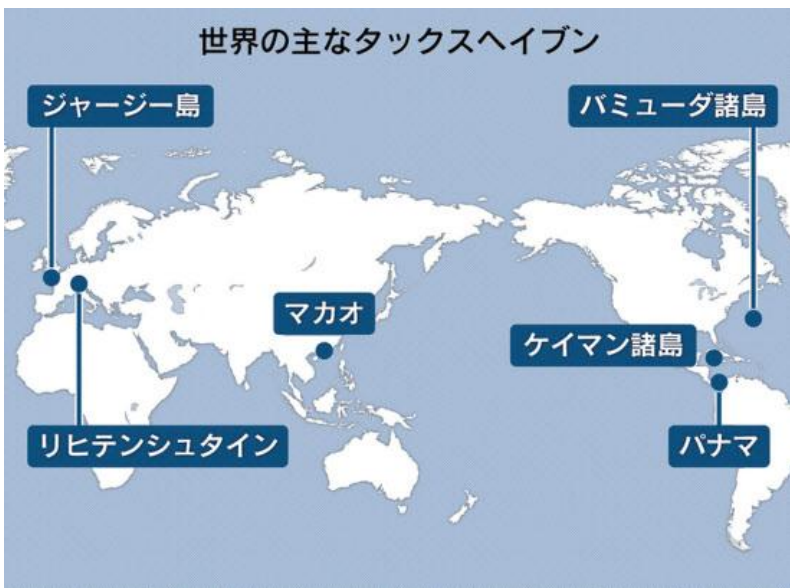 世界の主なタックスヘイブン
ジャージー島
バミューダ諸島
マカオ
ケイマン諸島
リヒテンシュタイン
パナマ